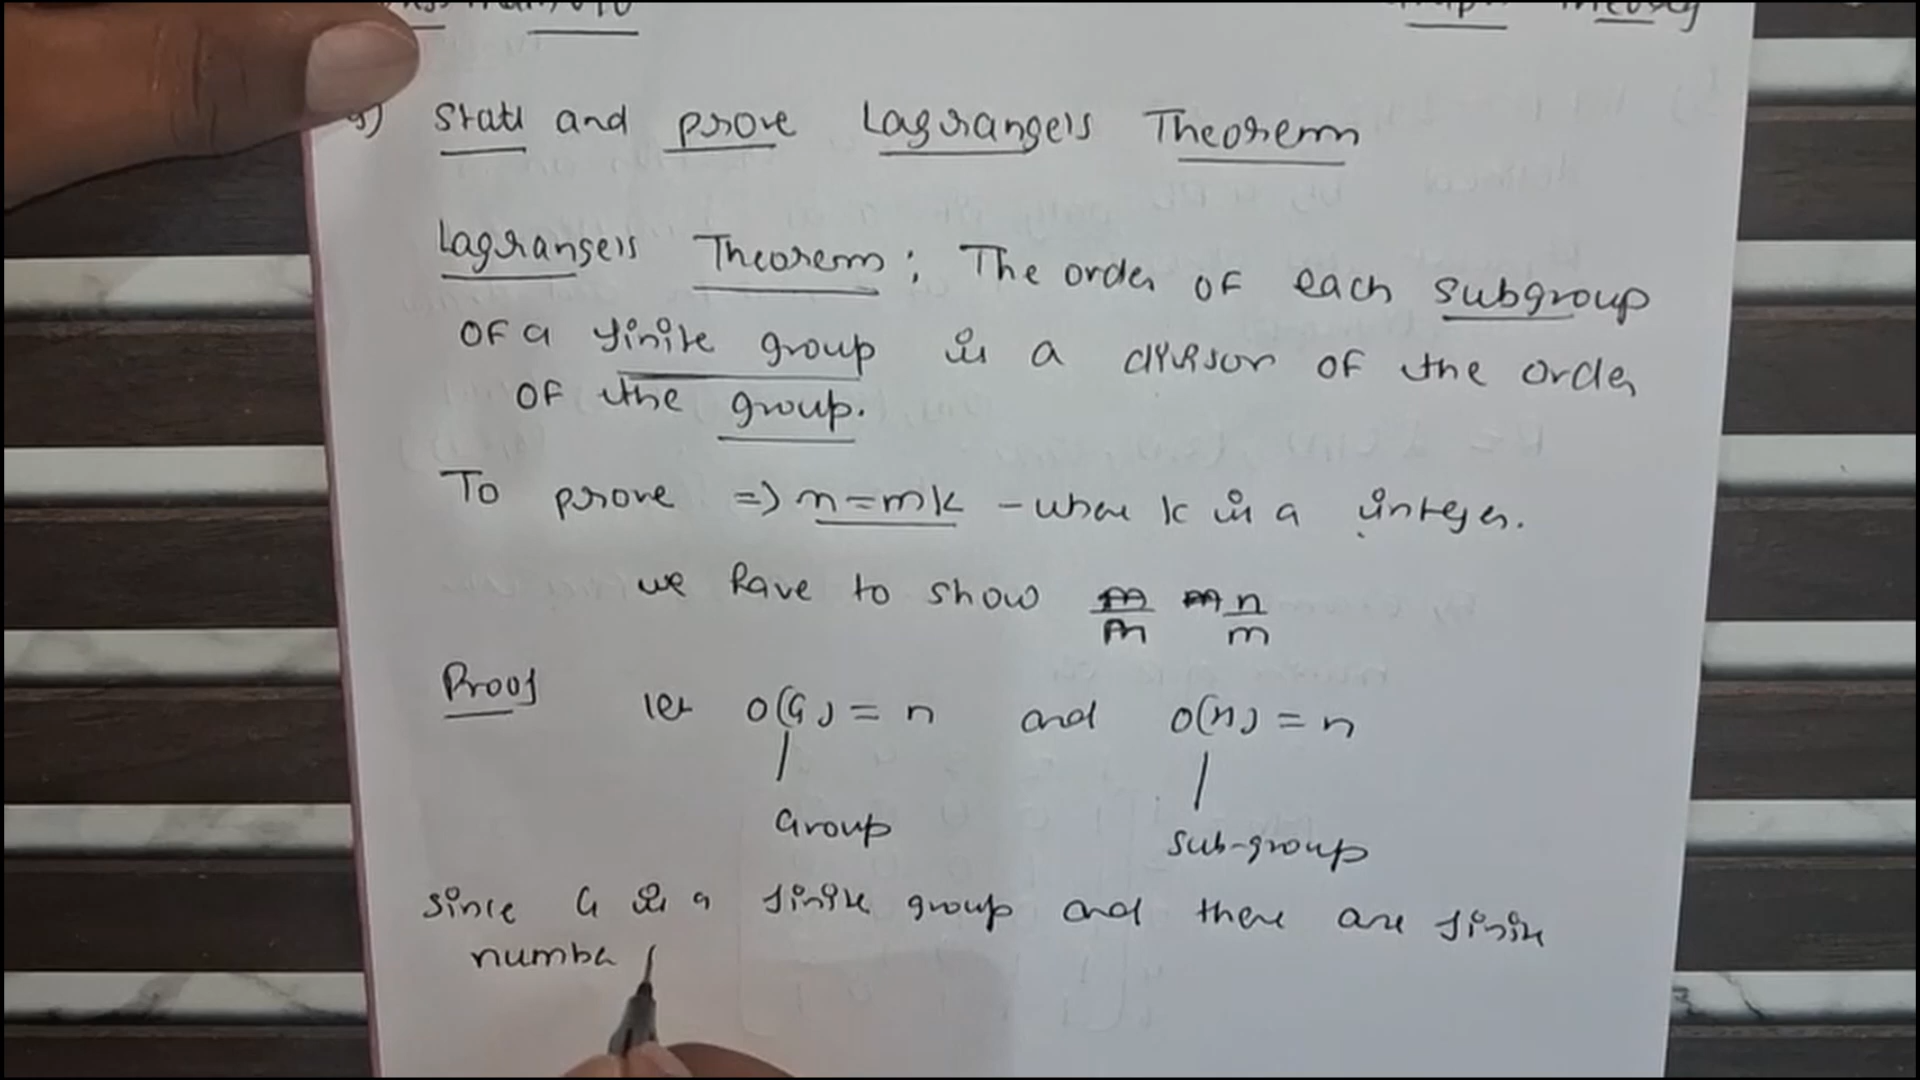 Theory
State and prove Lagrange's Theorem
Lagrange's Theorem : The order of each subgroup
of a finite group is a divisor of the order
of the group.
To prove => n=mk - where k is a integer.
we have to show n/m
Proof let o(G) = n and o(n) = n
Group sub-group
since G is a finite group and there are finite
number